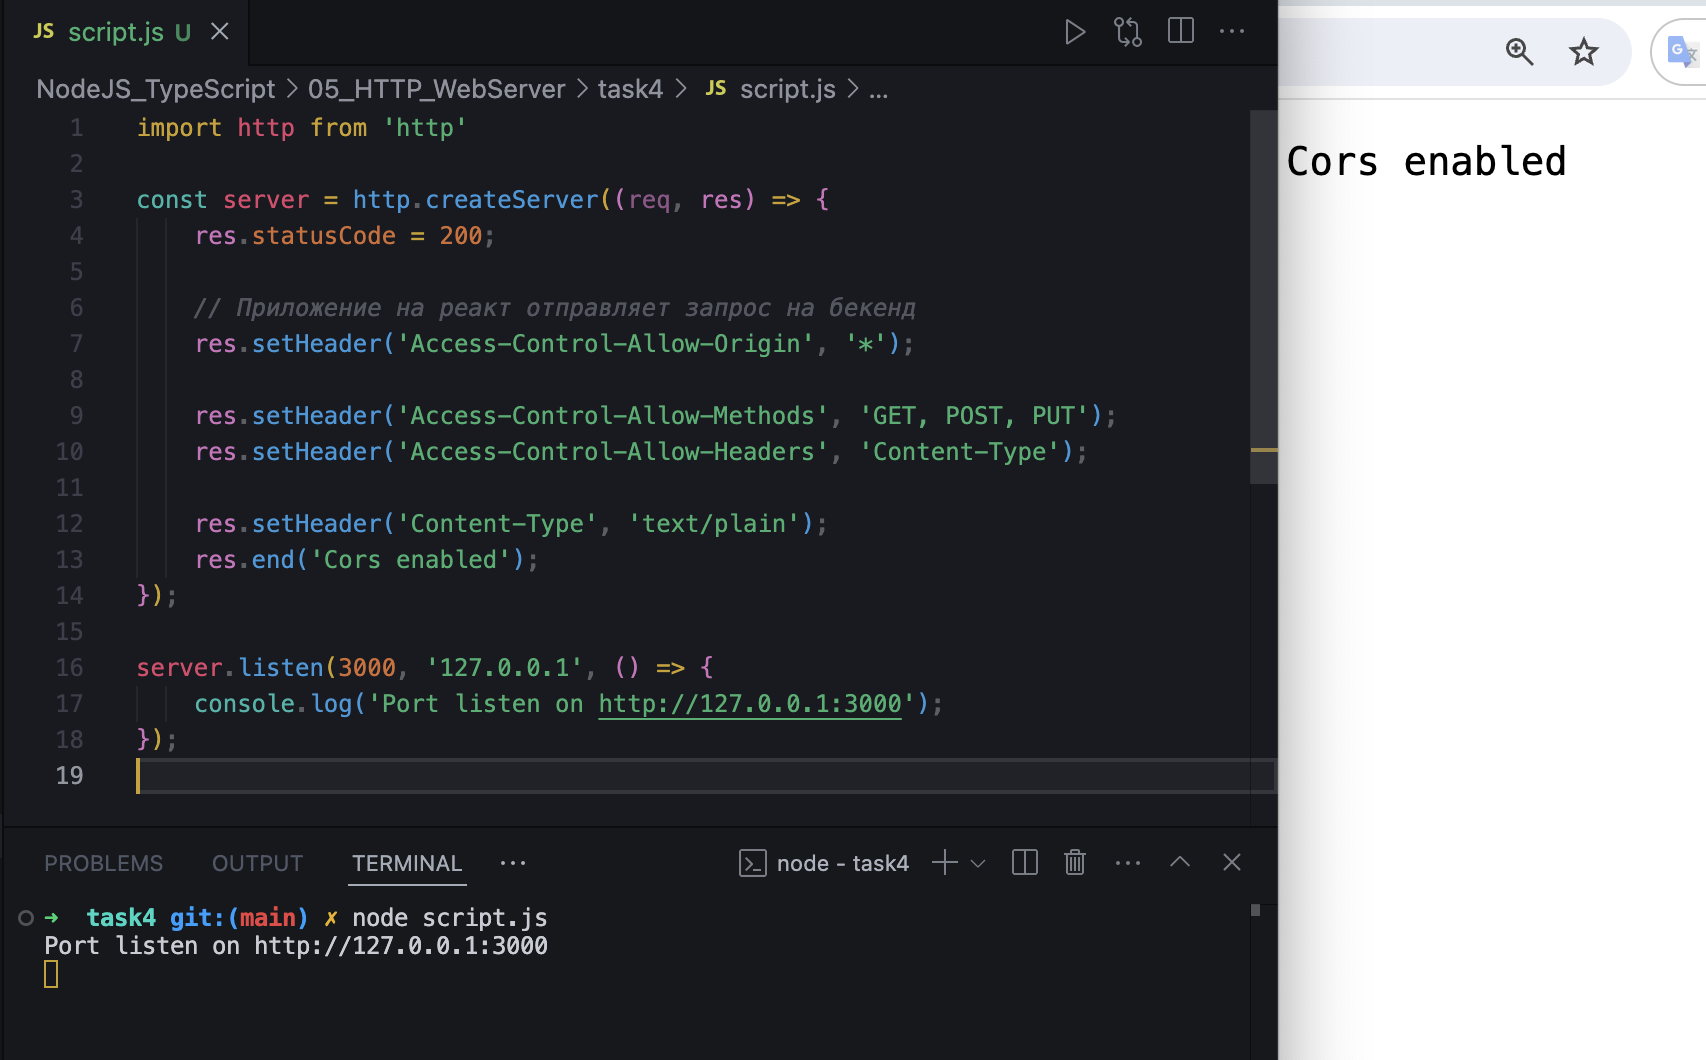 JS script.js U
NodeJS_TypeScript > 05_HTTP_WebServer > task4 > JS script.js > ...
1 import http from 'http'
2
3 const server = http.createServer((req, res) => {
4 res.statusCode = 200;
5
6 // Приложение на реакт отправляет запрос на бекенд
7 res.setHeader('Access-Control-Allow-Origin', '*');
8
9 res.setHeader('Access-Control-Allow-Methods', 'GET, POST, PUT');
10 res.setHeader('Access-Control-Allow-Headers', 'Content-Type');
11
12 res.setHeader('Content-Type', 'text/plain');
13 res.end('Cors enabled');
14 });
15
16 server.listen(3000, '127.0.0.1', () => {
17 console.log('Port listen on http://127.0.0.1:3000');
18 });
19
PROBLEMS OUTPUT TERMINAL ... node - task4
➜ task4 git:(main) ✗ node script.js
Port listen on http://127.0.0.1:3000
Cors enabled